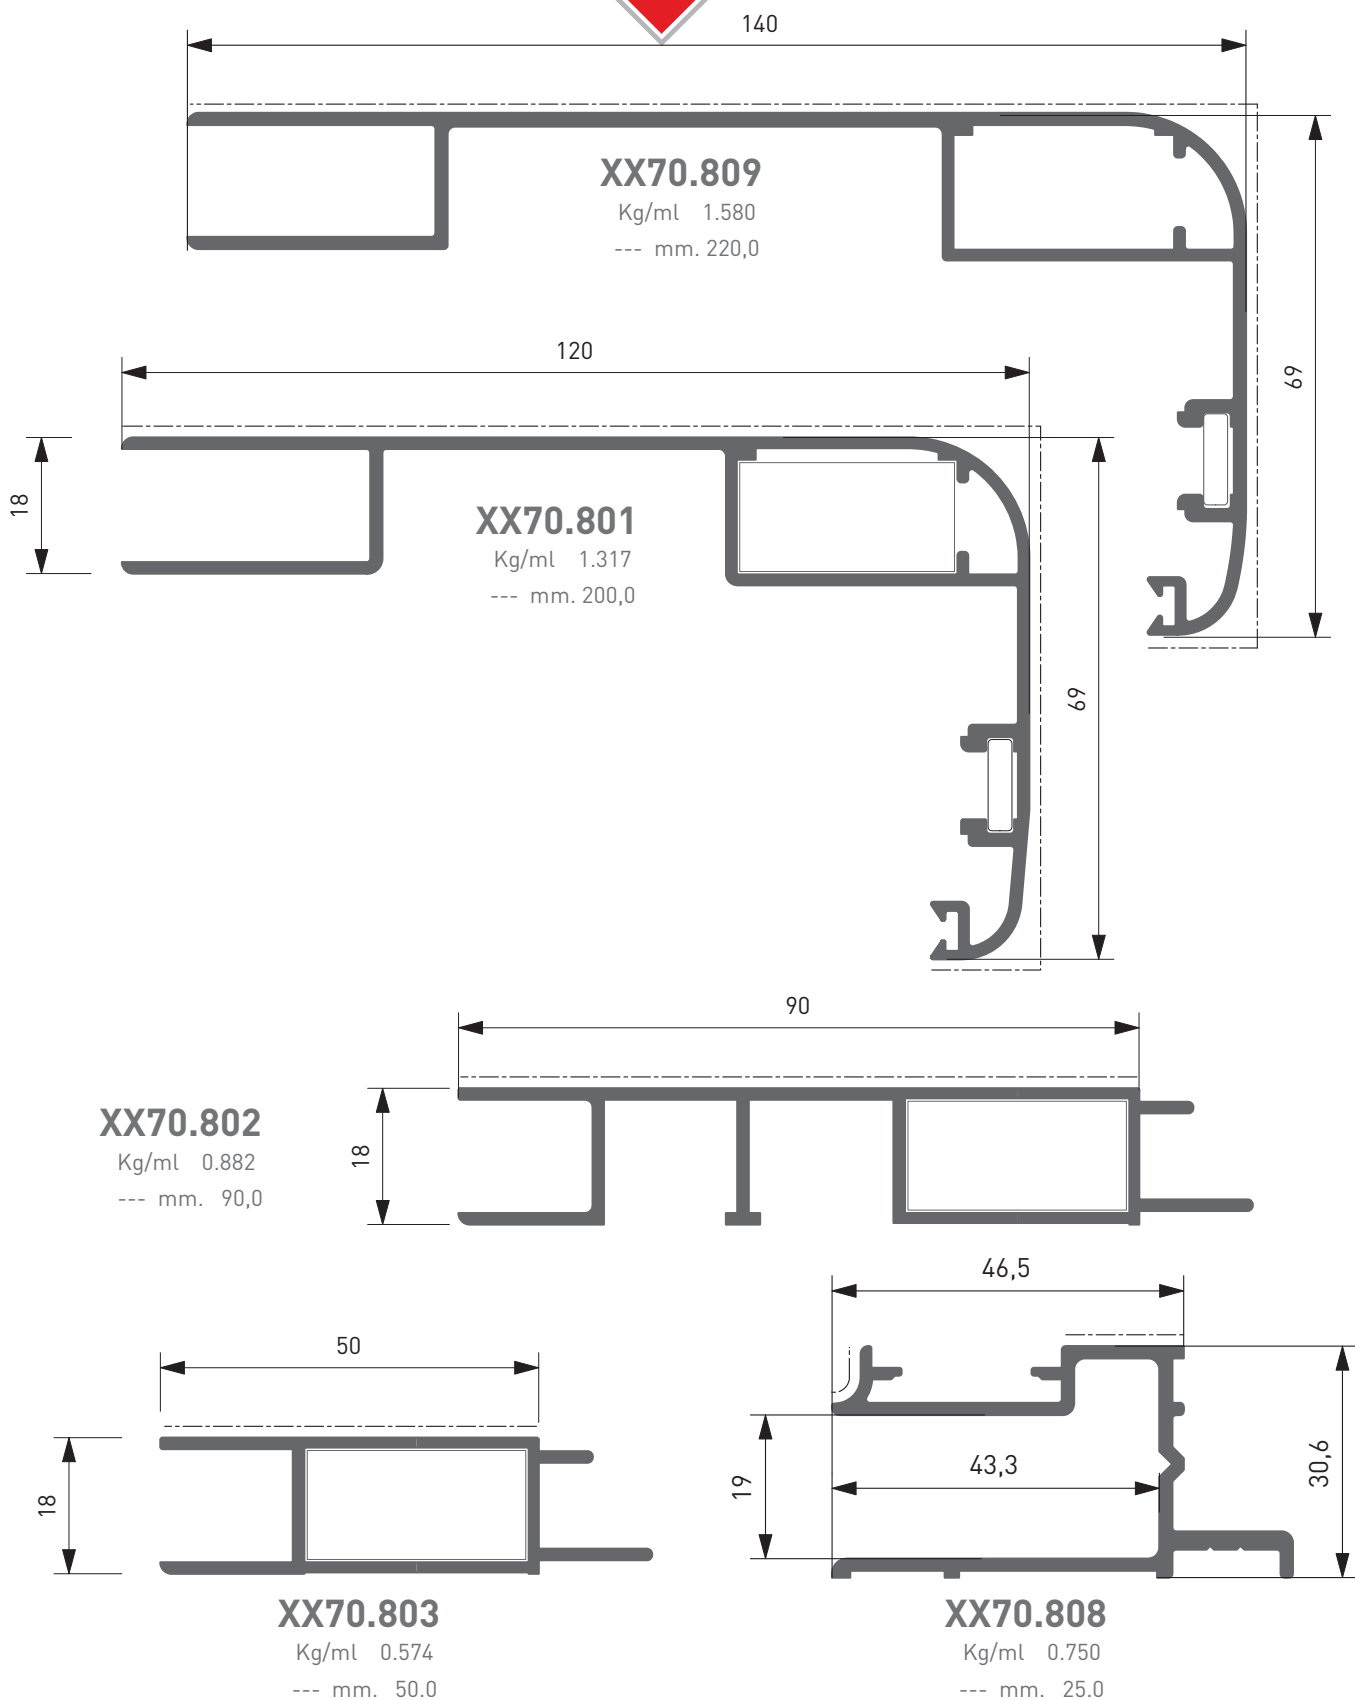 140
XX70.809
Kg/ml 1.580
--- mm. 220,0
69
120
18
XX70.801
Kg/ml 1.317
--- mm. 200,0
69
90
XX70.802
Kg/ml 0.882
--- mm. 90,0
18
46,5
50
18
19
43,3
30,6
XX70.803
Kg/ml 0.574
--- mm. 50.0
XX70.808
Kg/ml 0.750
--- mm. 25.0